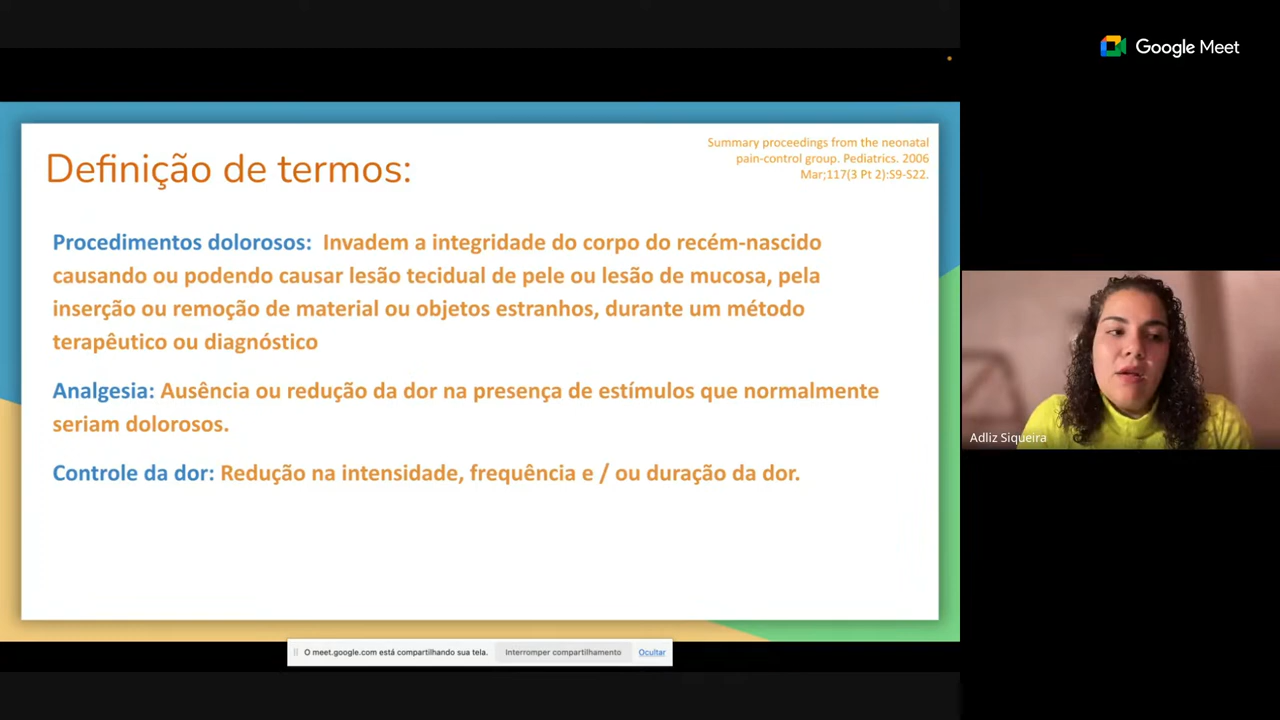 Google Meet
Summary proceedings from the neonatal
pain-control group. Pediatrics. 2006
Mar;117(3 Pt 2):S9-S22.
Definição de termos:
Procedimentos dolorosos: Invadem a integridade do corpo do recém-nascido
causando ou podendo causar lesão tecidual de pele ou lesão de mucosa, pela
inserção ou remoção de material ou objetos estranhos, durante um método
terapêutico ou diagnóstico
Analgesia: Ausência ou redução da dor na presença de estímulos que normalmente
seriam dolorosos.
Controle da dor: Redução na intensidade, frequência e / ou duração da dor.
Adliz Siqueira
O meet.google.com está compartilhando sua tela. Interromper compartilhamento Ocultar